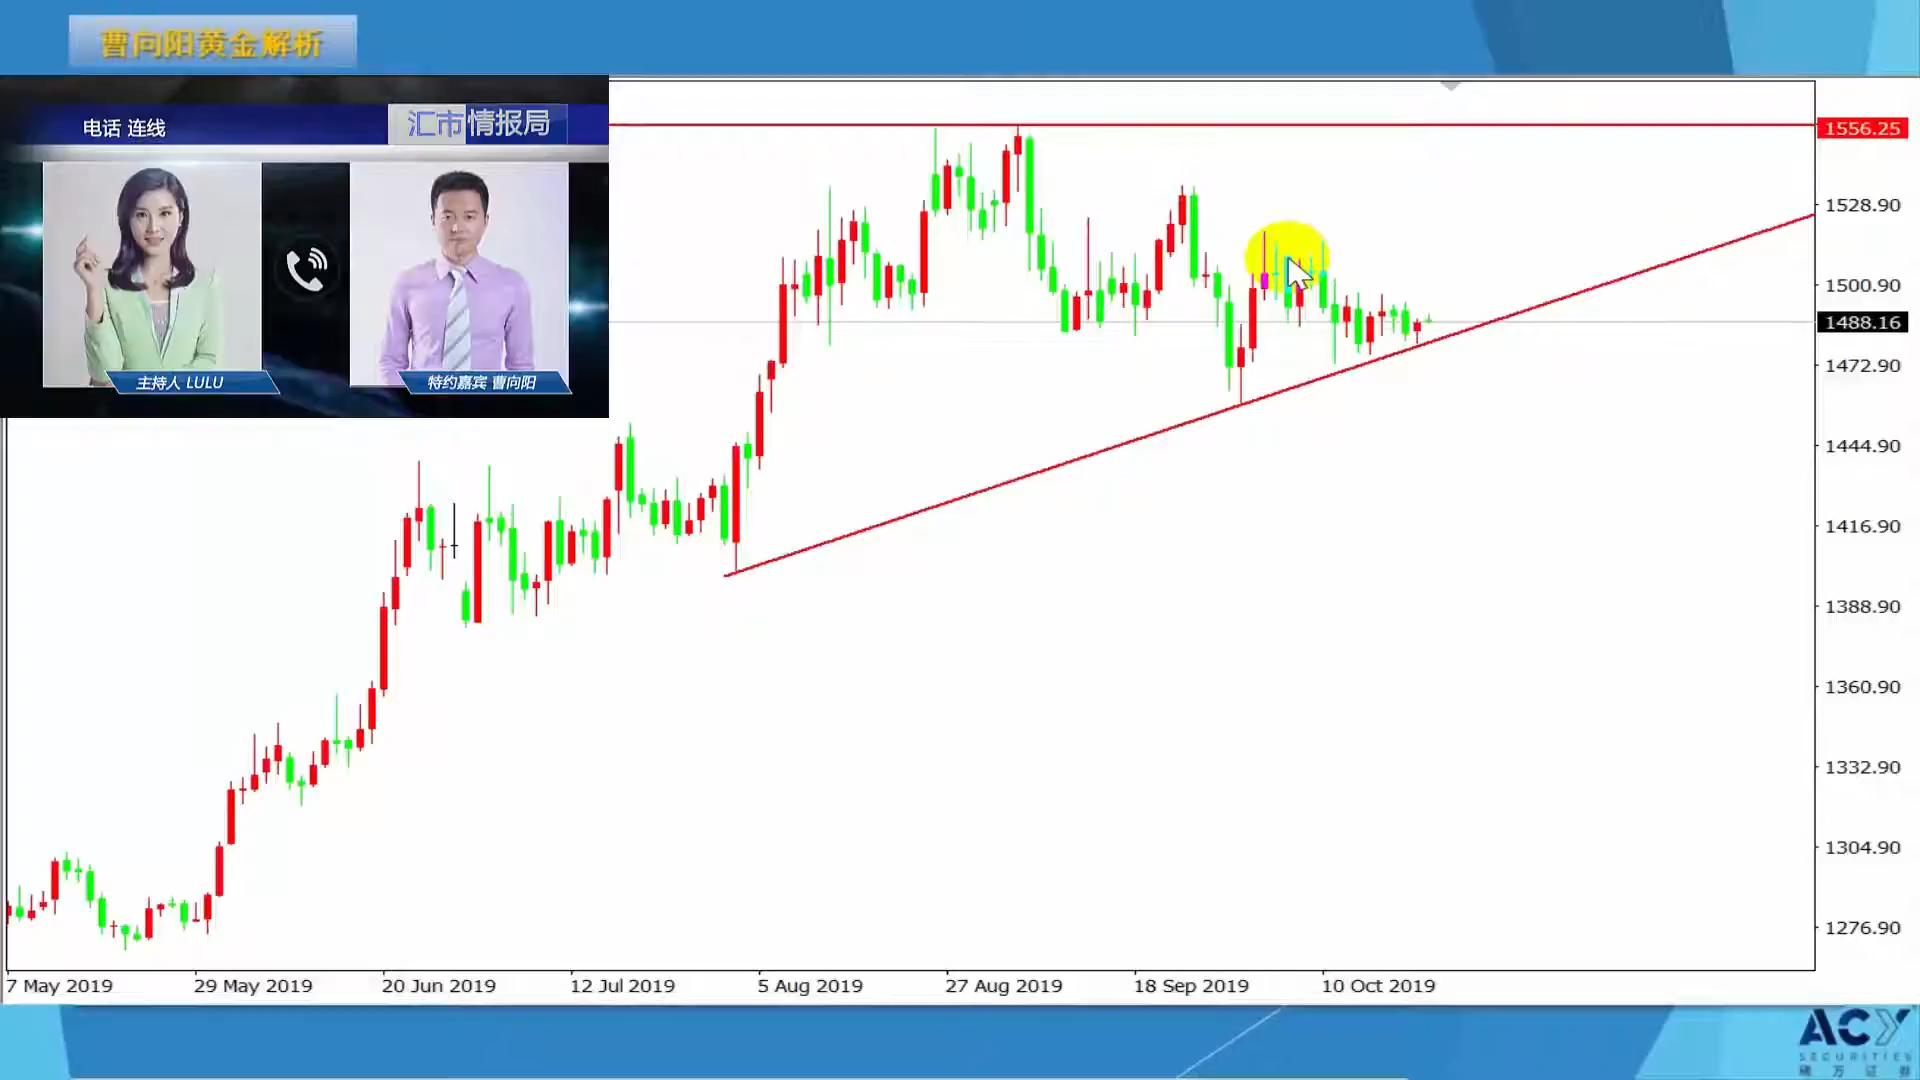 曹向阳黄金解析
电话 连线
汇市情报局
主持人 LULU
特约嘉宾 曹向阳
1556.25
1528.90
1500.90
1488.16
1472.90
1444.90
1416.90
1388.90
1360.90
1332.90
1304.90
1276.90
7 May 2019
29 May 2019
20 Jun 2019
12 Jul 2019
5 Aug 2019
27 Aug 2019
18 Sep 2019
10 Oct 2019
ACY
SECURITIES
万 证 券